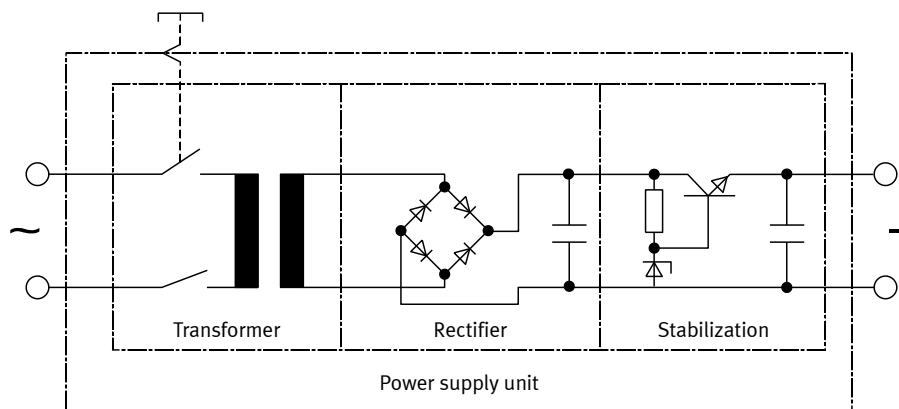 ~
-
Transformer
Rectifier
Stabilization
Power supply unit